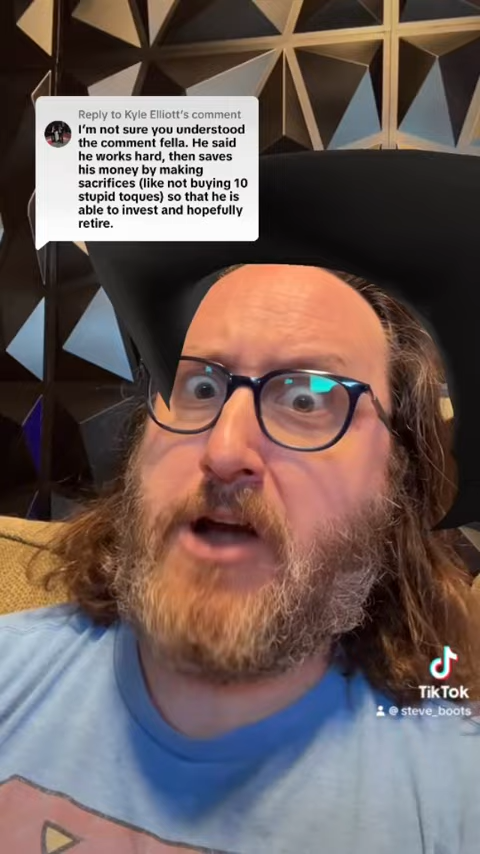 Reply to Kyle Elliott's comment
I'm not sure you understood
the comment fella. He said
he works hard, then saves
his money by making
sacrifices (like not buying 10
stupid toques) so that he is
able to invest and hopefully
retire.
TikTok
@ steve_boots